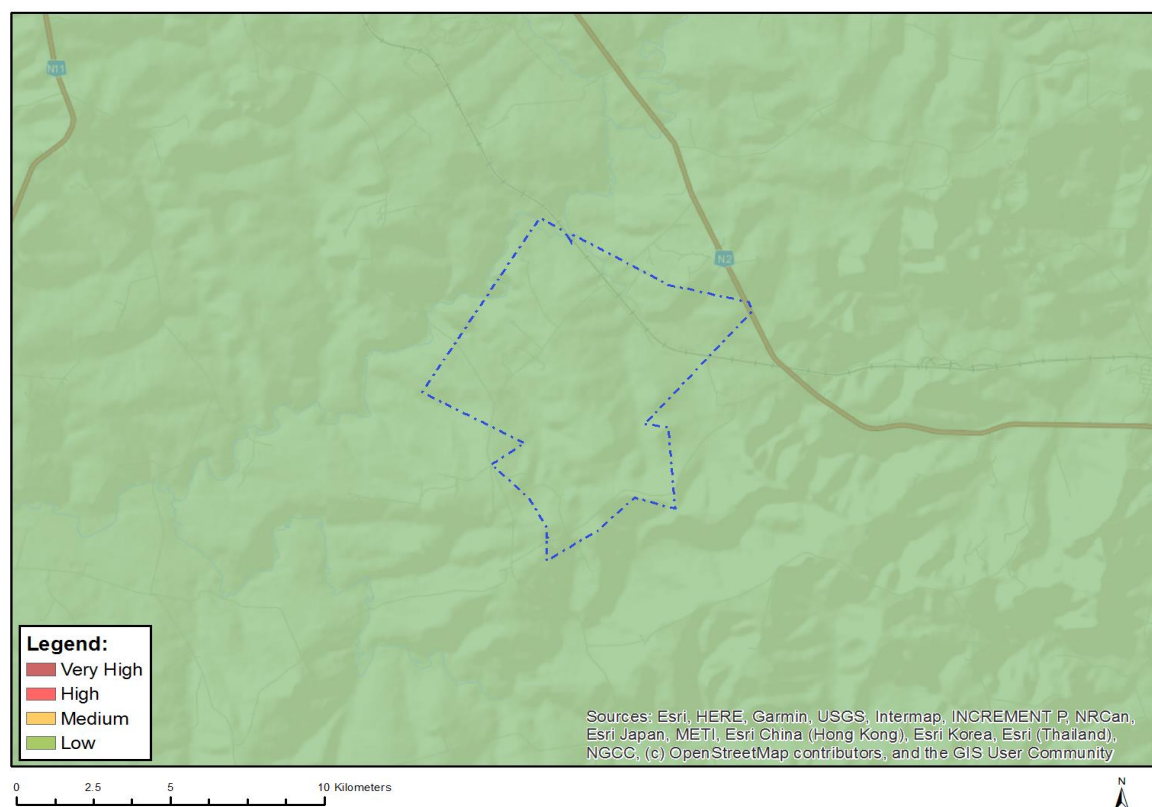 N11
N2
Legend:
Very High
High
Medium
Low
Sources: Esri, HERE, Garmin, USGS, Intermap, INCREMENT P, NRCan,
Esri Japan, METI, Esri China (Hong Kong), Esri Korea, Esri (Thailand),
NGCC, (c) OpenStreetMap contributors, and the GIS User Community
0 2.5 5 10 Kilometers
N